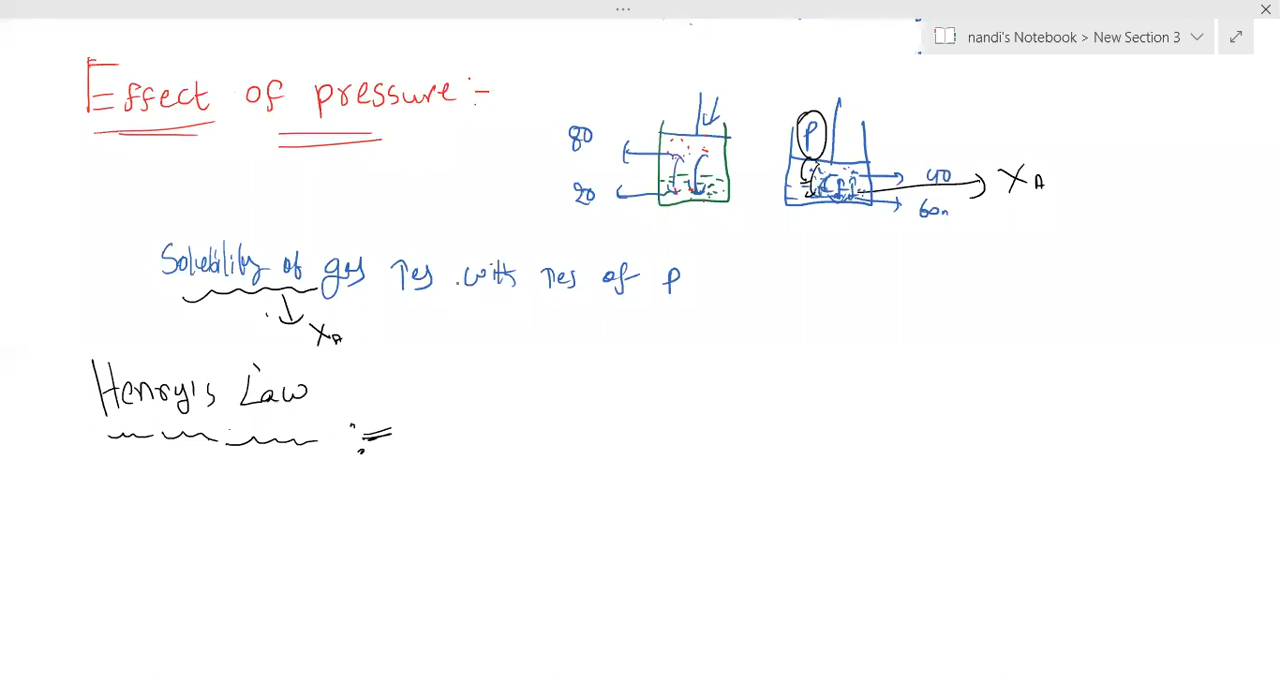 nandi's Notebook > New Section 3
Effect of pressure :-
80
20
P
40
60n
XA
Solubility of gas ↑es with ↑es of P
XA
Henry's Law :=